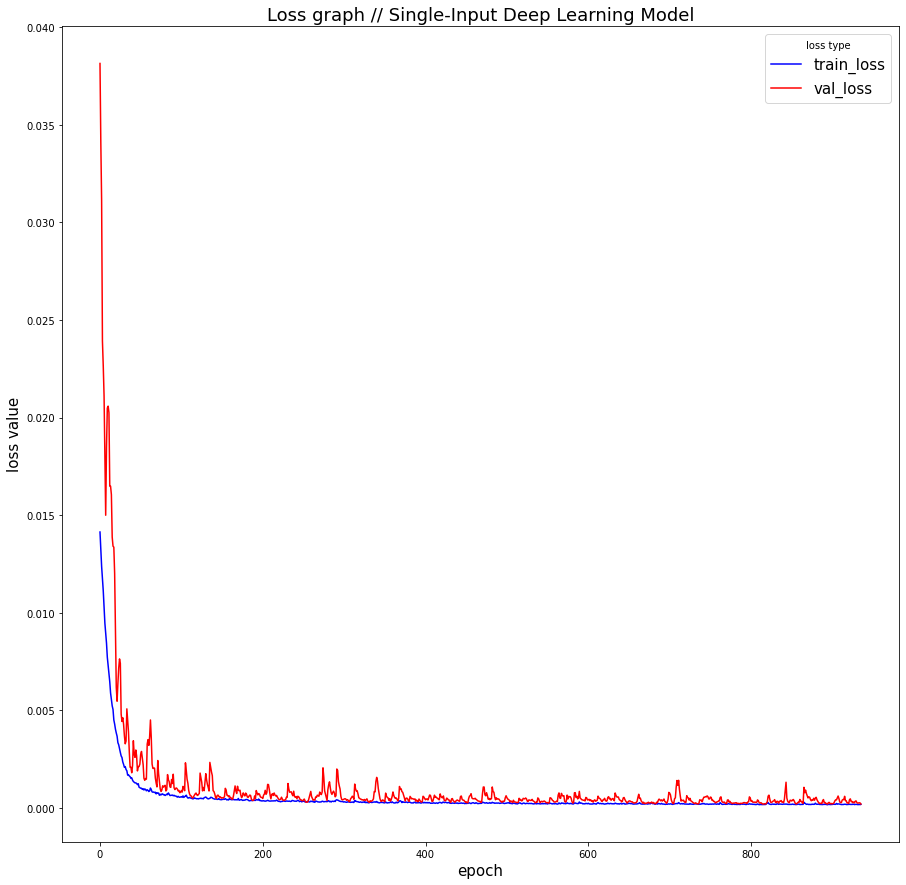 Loss graph // Single-Input Deep Learning Model
loss type
train_loss
val_loss
0.040
0.035
0.030
0.025
0.020
0.015
0.010
0.005
0.000
loss value
0
200
400
600
800
epoch